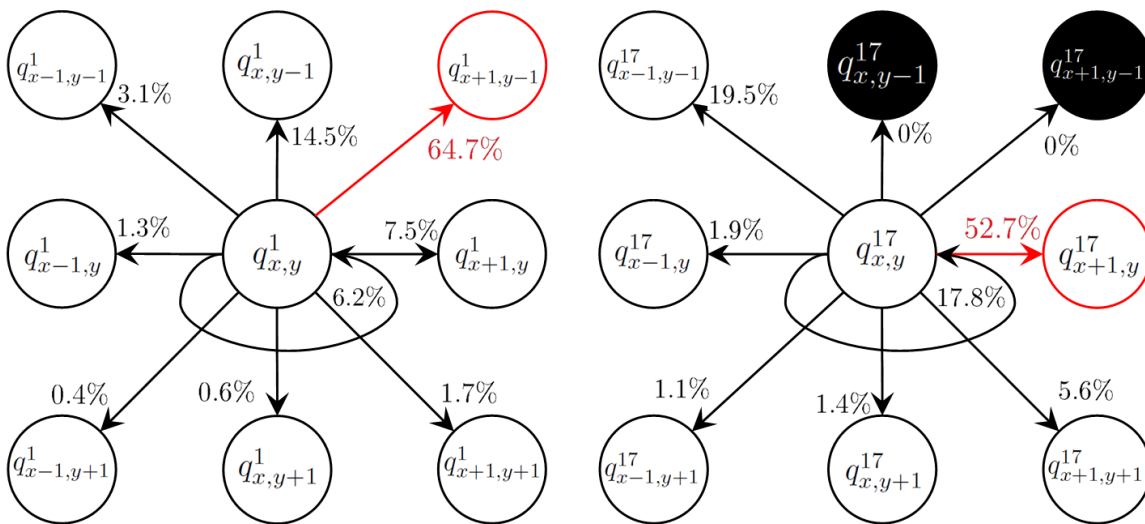 q^1_{x-1,y-1} q^1_{x,y-1} q^1_{x+1,y-1} q^{17}_{x-1,y-1} q^{17}_{x,y-1} q^{17}_{x+1,y-1}
3.1% 14.5% 64.7% 19.5% 0% 0%
q^1_{x-1,y} 1.3% q^1_{x,y} 7.5% q^1_{x+1,y} q^{17}_{x-1,y} 1.9% q^{17}_{x,y} 52.7% q^{17}_{x+1,y}
6.2% 17.8%
0.4% 0.6% 1.7% 1.1% 1.4% 5.6%
q^1_{x-1,y+1} q^1_{x,y+1} q^1_{x+1,y+1} q^{17}_{x-1,y+1} q^{17}_{x,y+1} q^{17}_{x+1,y+1}